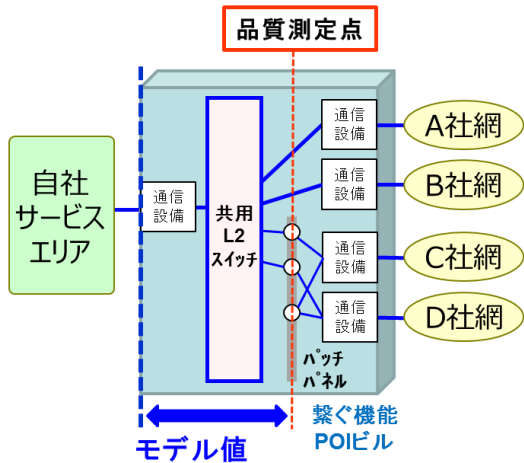 品質測定点
通信
設備
A社網
通信
設備
B社網
自社
サービス
エリア
通信
設備
共用
L2
スイッチ
通信
設備
C社網
通信
設備
D社網
パッチ
パネル
モデル値
繋ぐ機能
POIビル